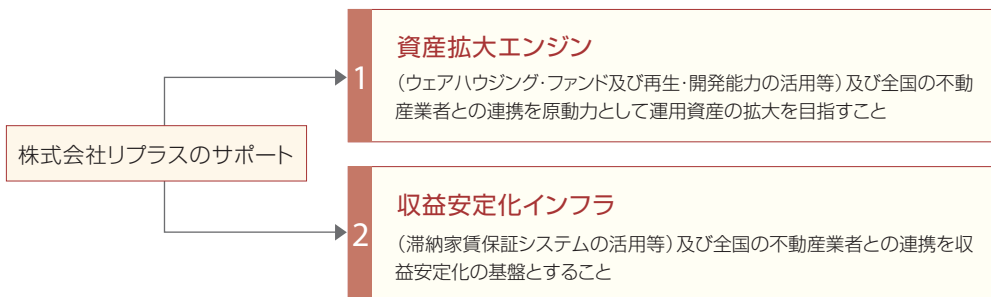 株式会社リプラスのサポート
1
資産拡大エンジン
（ウェアハウジング・ファンド及び再生・開発能力の活用等）及び全国の不動
産業者との連携を原動力として運用資産の拡大を目指すこと
2
収益安定化インフラ
（滞納家賃保証システムの活用等）及び全国の不動産業者との連携を収
益安定化の基盤とすること